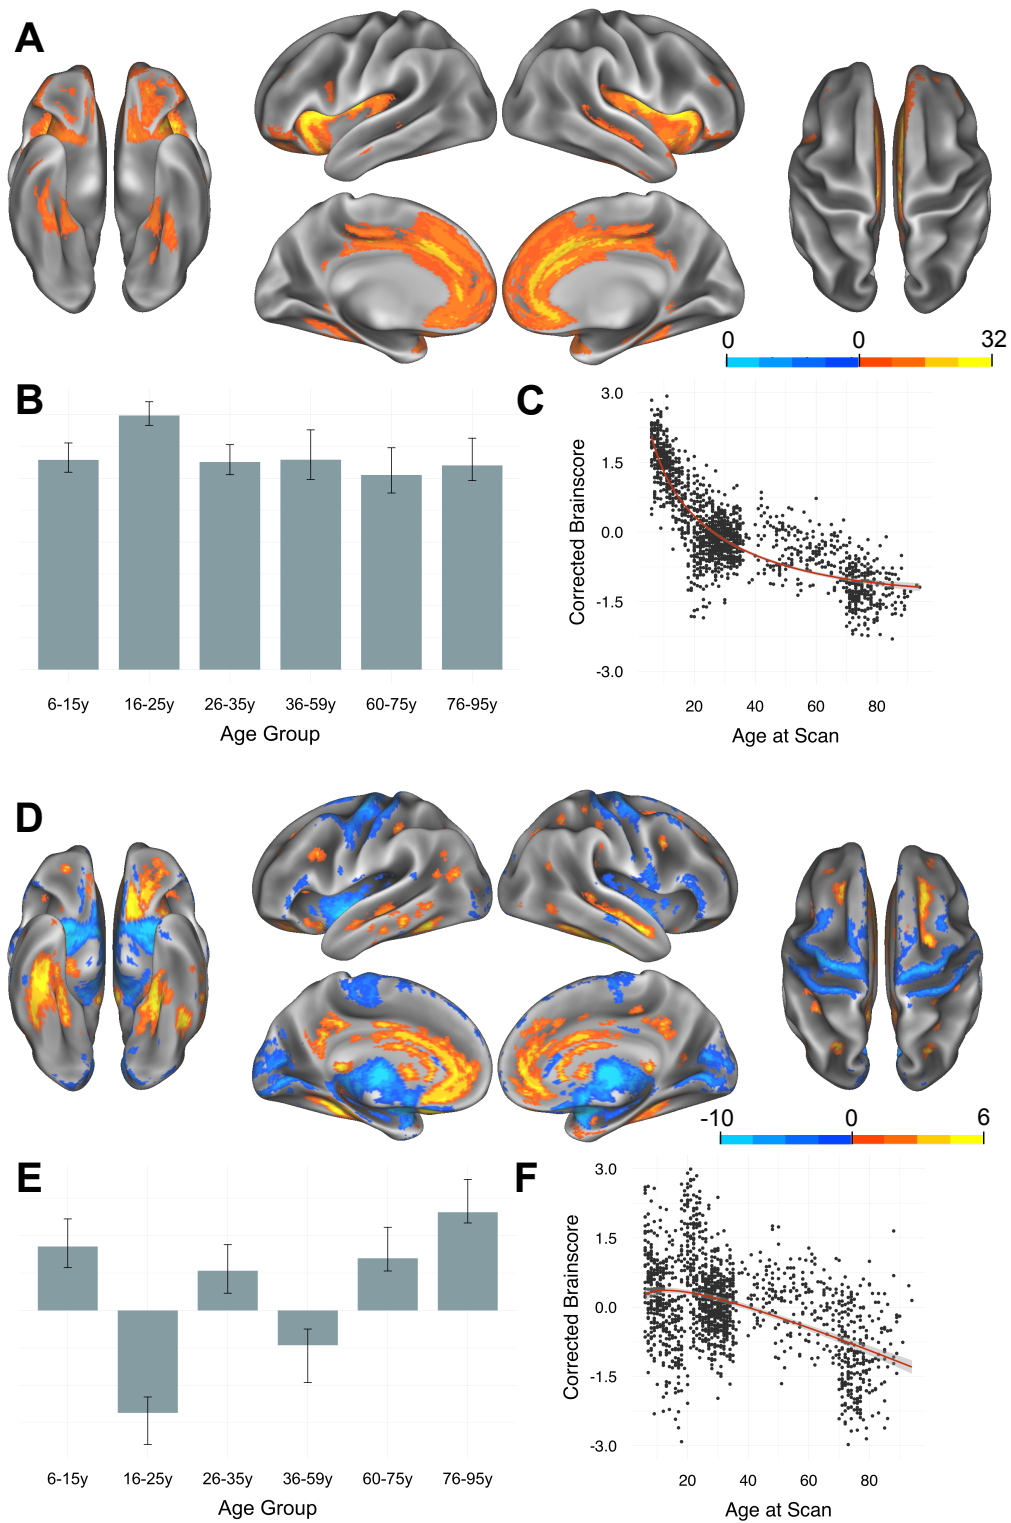 A
0 0 32
B
6-15y 16-25y 26-35y 36-59y 60-75y 76-95y
Age Group
C
Corrected Brainscore
3.0
1.5
0.0
-1.5
-3.0
20 40 60 80
Age at Scan
D
-10 0 6
E
6-15y 16-25y 26-35y 36-59y 60-75y 76-95y
Age Group
F
Corrected Brainscore
3.0
1.5
0.0
-1.5
-3.0
20 40 60 80
Age at Scan